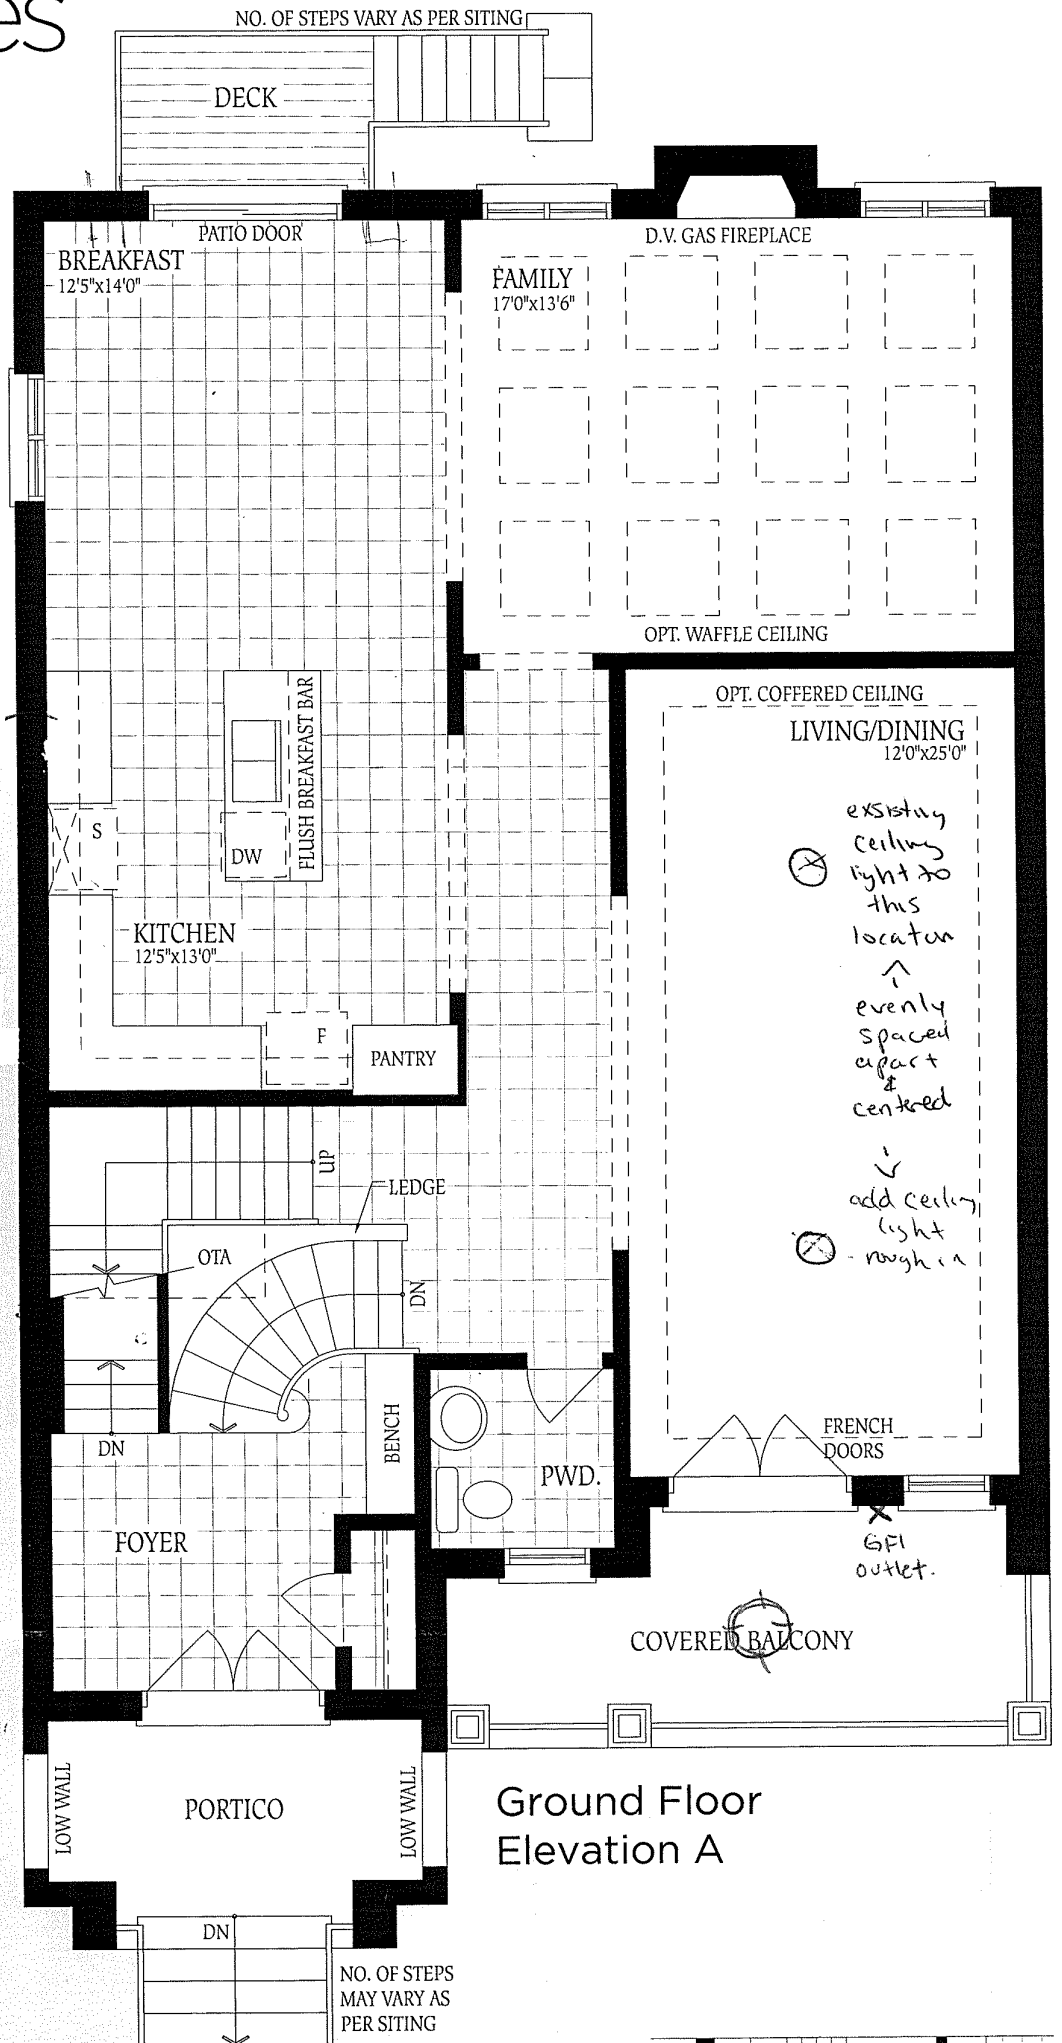 es
NO. OF STEPS VARY AS PER SITING
DECK
PATIO DOOR
BREAKFAST
12'5"x14'0"
D.V. GAS FIREPLACE
FAMILY
17'0"x13'6"
OPT. WAFFLE CEILING
OPT. COFFERED CEILING
LIVING/DINING
12'0"x25'0"
exsisting
ceiling
light to
this
location
evenly
spaced
apart
&
centered
add ceiling
light
- rough in
FLUSH BREAKFAST BAR
S
DW
KITCHEN
12'5"x13'0"
F
PANTRY
UP
LEDGE
OTA
DN
DN
BENCH
PWD.
FRENCH
DOORS
FOYER
GFI
outlet.
COVERED BALCONY
LOW WALL
PORTICO
LOW WALL
Ground Floor
Elevation A
DN
NO. OF STEPS
MAY VARY AS
PER SITING